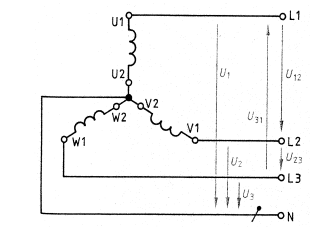 U1 L1
U2 U₁ U₁₂
W2 V2 U₃₁
W1 V1 L2
U₂ U₂₃
L3
U₃
N